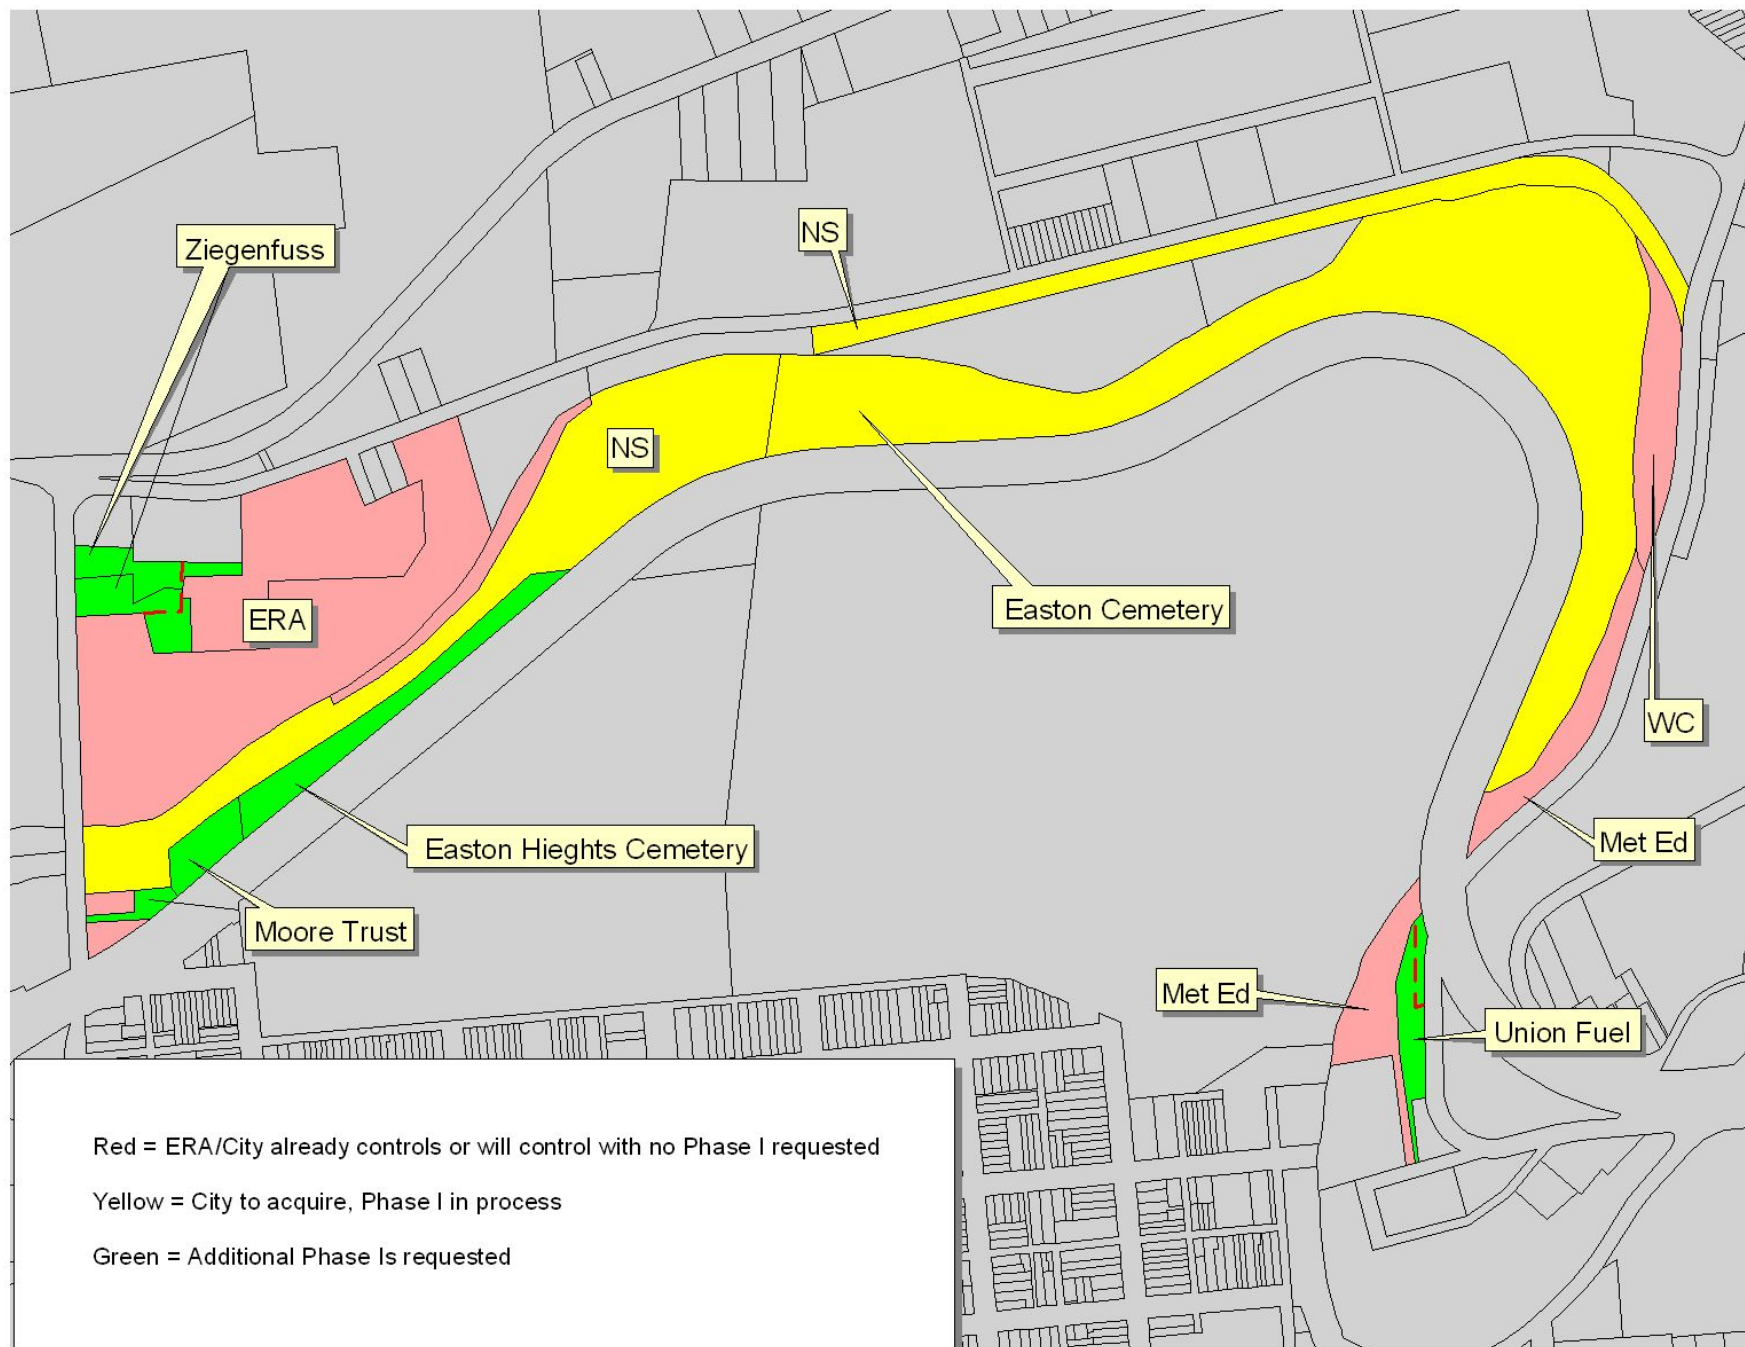 Ziegenfuss
NS
NS
ERA
Easton Cemetery
WC
Met Ed
Easton Hieghts Cemetery
Moore Trust
Met Ed
Union Fuel
Red = ERA/City already controls or will control with no Phase I requested
Yellow = City to acquire, Phase I in process
Green = Additional Phase Is requested